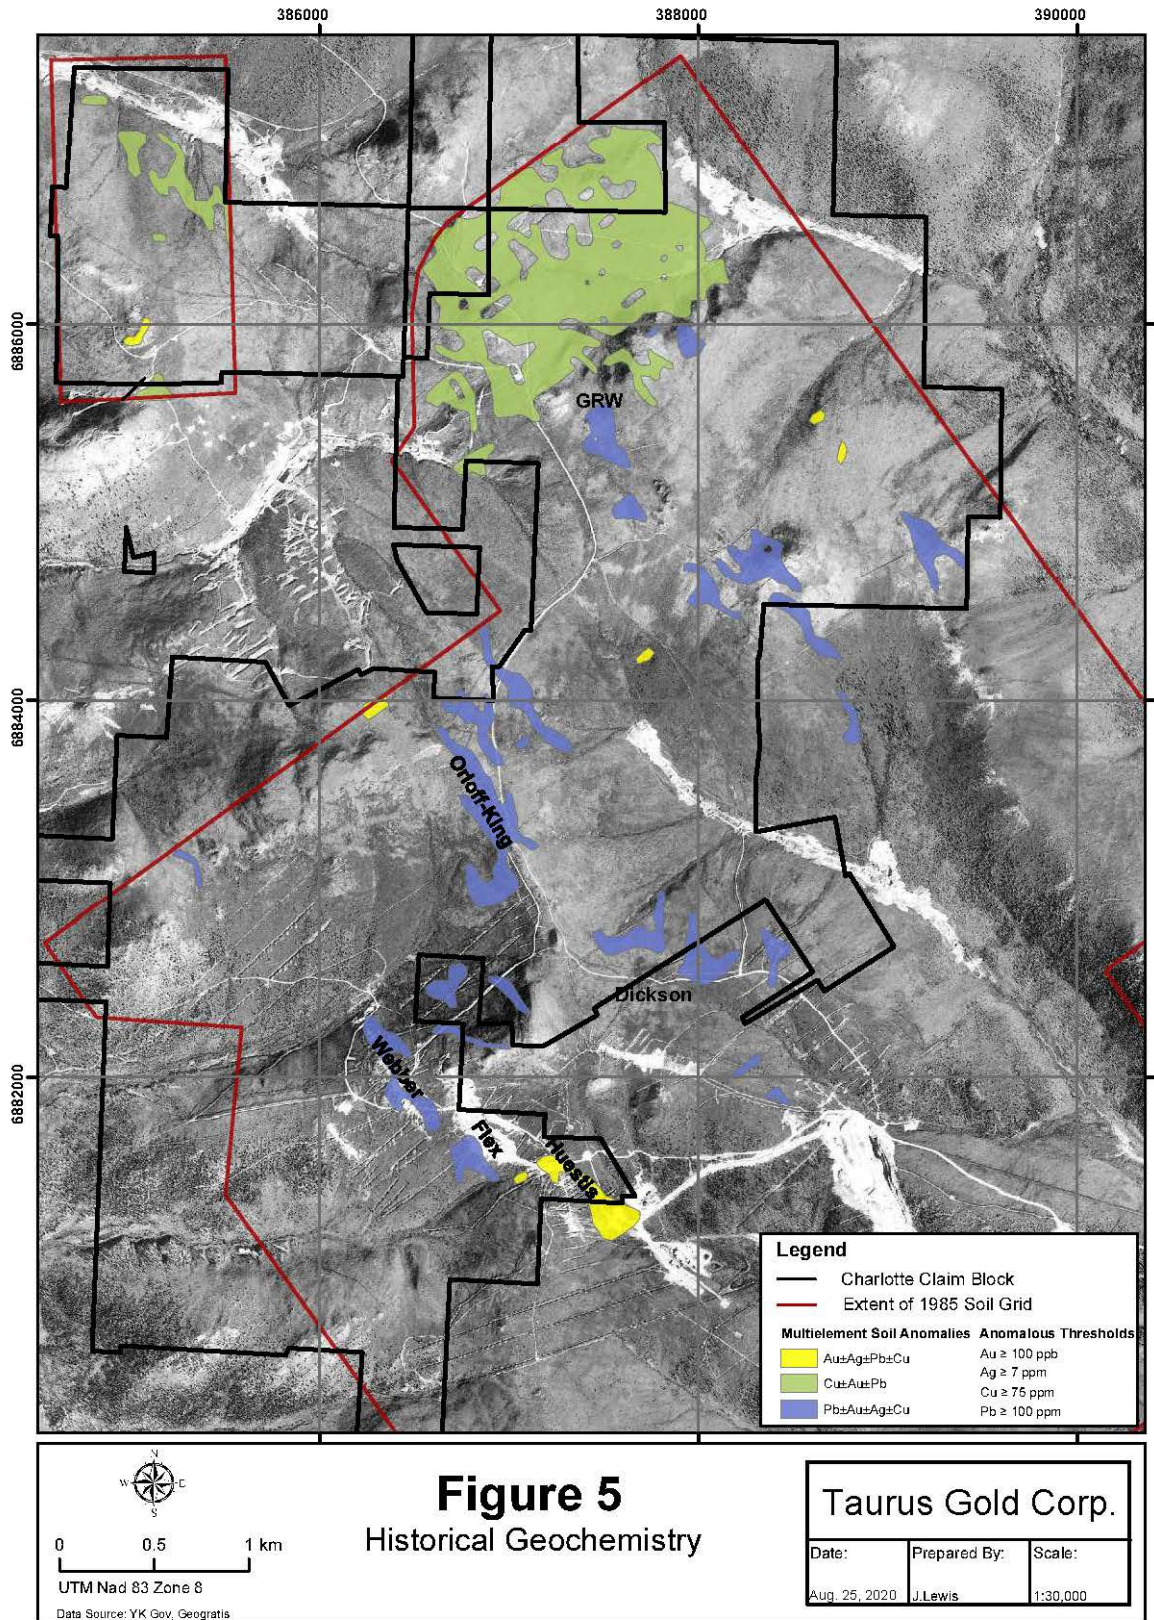 386000 388000 390000
6886000
GRW
6884000
Orloff-King
Dickson
6882000
Webber
Flex
Huestis
Legend
Charlotte Claim Block
Extent of 1985 Soil Grid
Multielement Soil Anomalies Anomalous Thresholds
Au±Ag±Pb±Cu Au ≥ 100 ppb
Ag ≥ 7 ppm
Cu±Au±Pb Cu ≥ 75 ppm
Pb±Au±Ag±Cu Pb ≥ 100 ppm
N
W E
S
0 0.5 1 km
UTM Nad 83 Zone 8
Data Source: YK Gov, Geogratis
Figure 5
Historical Geochemistry
Taurus Gold Corp.
Date: Prepared By: Scale:
Aug. 25, 2020 J.Lewis 1:30,000